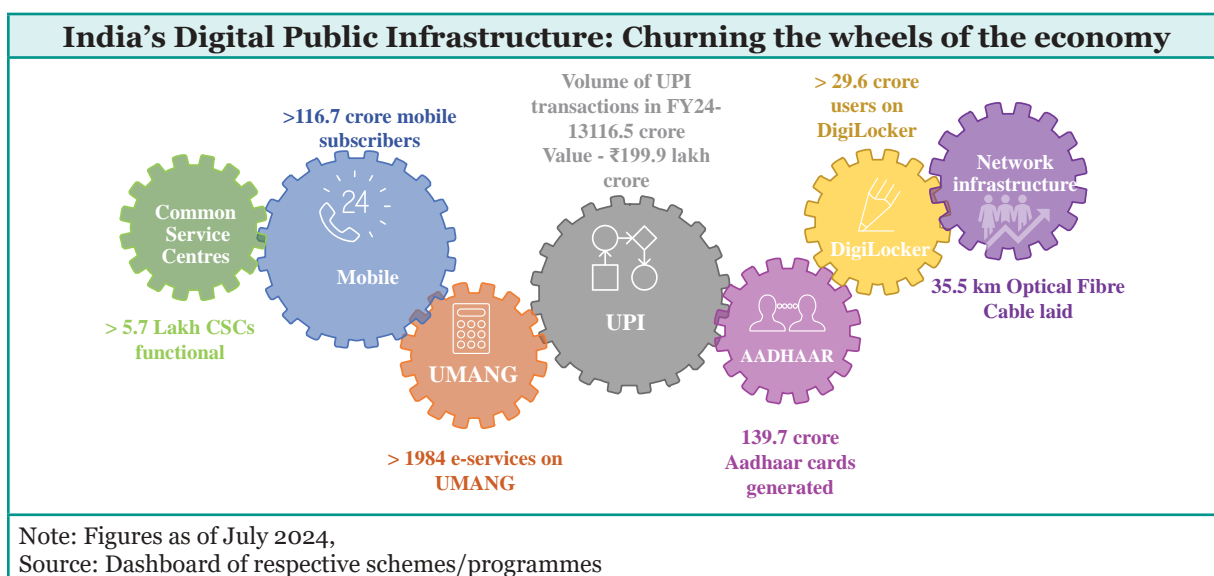 India's Digital Public Infrastructure: Churning the wheels of the economy
Common
Service
Centres
> 5.7 Lakh CSCs
functional
>116.7 crore mobile
subscribers
24
Mobile
UMANG
> 1984 e-services on
UMANG
Volume of UPI
transactions in FY24-
13116.5 crore
Value - ₹199.9 lakh
crore
UPI
AADHAAR
139.7 crore
Aadhaar cards
generated
> 29.6 crore
users on
DigiLocker
DigiLocker
Network
infrastructure
35.5 km Optical Fibre
Cable laid
Note: Figures as of July 2024,
Source: Dashboard of respective schemes/programmes